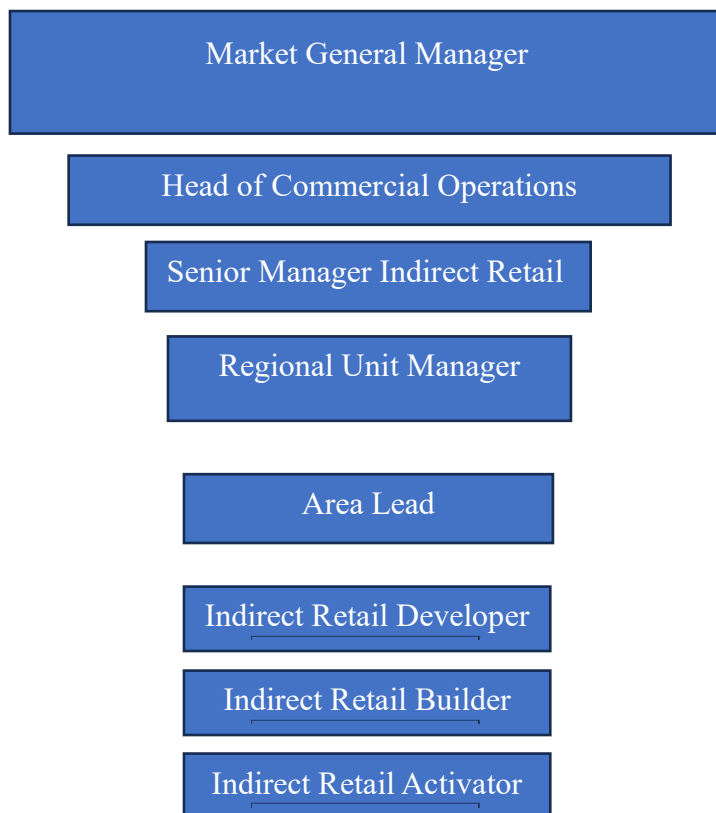 Market General Manager
Head of Commercial Operations
Senior Manager Indirect Retail
Regional Unit Manager
Area Lead
Indirect Retail Developer
Indirect Retail Builder
Indirect Retail Activator